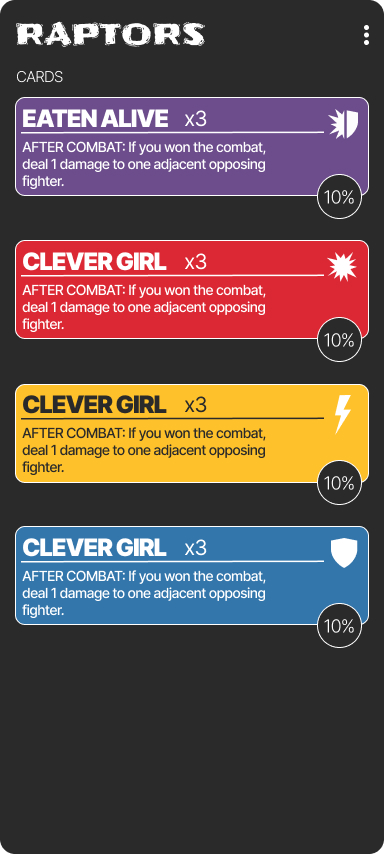 RAPTORS
CARDS
EATEN ALIVE x3
AFTER COMBAT: If you won the combat,
deal 1 damage to one adjacent opposing
fighter.
10%
CLEVER GIRL x3
AFTER COMBAT: If you won the combat,
deal 1 damage to one adjacent opposing
fighter.
10%
CLEVER GIRL x3
AFTER COMBAT: If you won the combat,
deal 1 damage to one adjacent opposing
fighter.
10%
CLEVER GIRL x3
AFTER COMBAT: If you won the combat,
deal 1 damage to one adjacent opposing
fighter.
10%